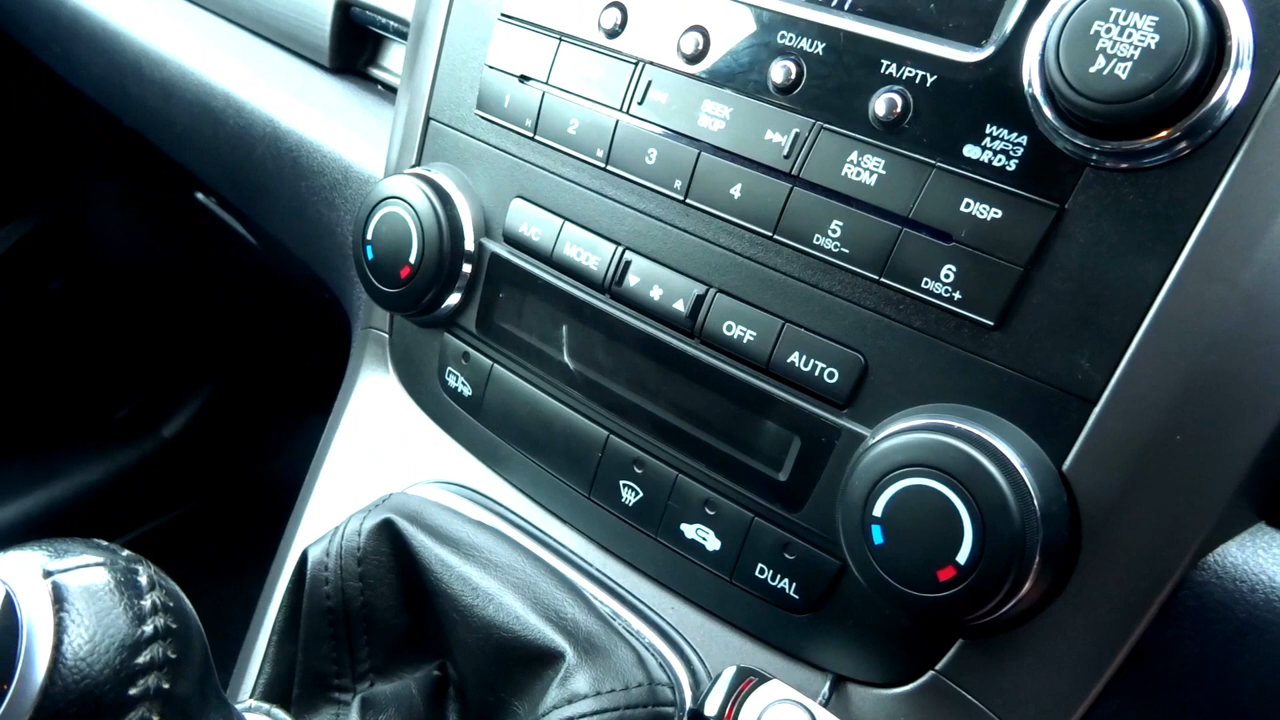 TUNE
FOLDER
PUSH
CD/AUX
TA/PTY
WMA
MP3
R·D·S
SEEK
SKIP
A·SEL
RDM
DISP
1
H
2
M
3
R
4
5
DISC–
6
DISC+
A/C
MODE
OFF
AUTO
DUAL